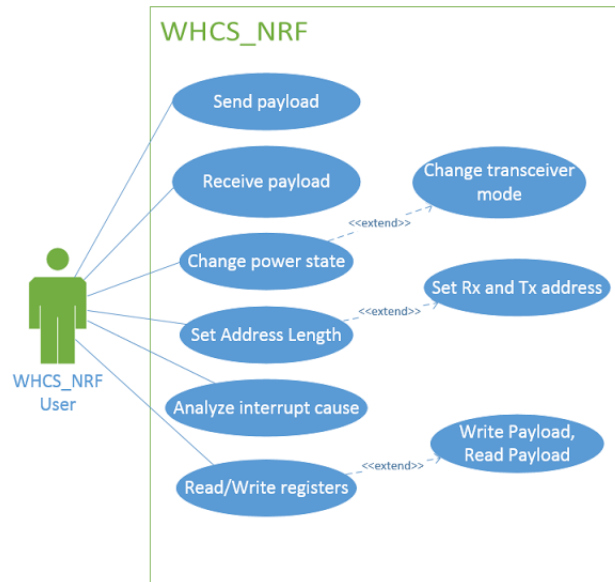 WHCS_NRF
Send payload
Receive payload
Change transceiver
mode
<<extend>>
Change power state
Set Rx and Tx address
<<extend>>
Set Address Length
WHCS_NRF
User
Analyze interrupt cause
Write Payload,
Read Payload
<<extend>>
Read/Write registers